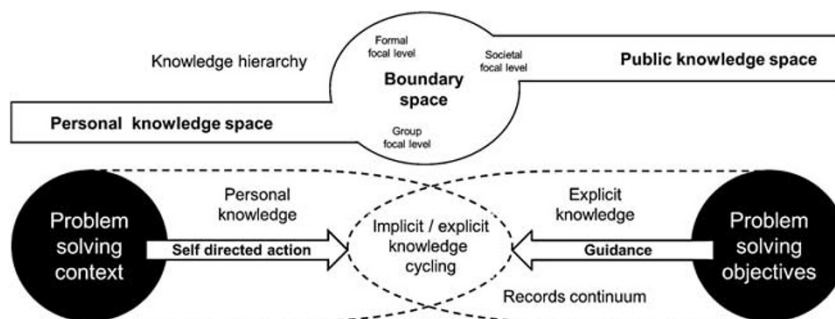 Formal
focal level
Societal
focal level
Knowledge hierarchy
Boundary
space
Public knowledge space
Personal knowledge space
Group
focal level
Problem
solving
context
Personal
knowledge
Self directed action
Implicit / explicit
knowledge
cycling
Explicit
knowledge
Guidance
Problem
solving
objectives
Records continuum